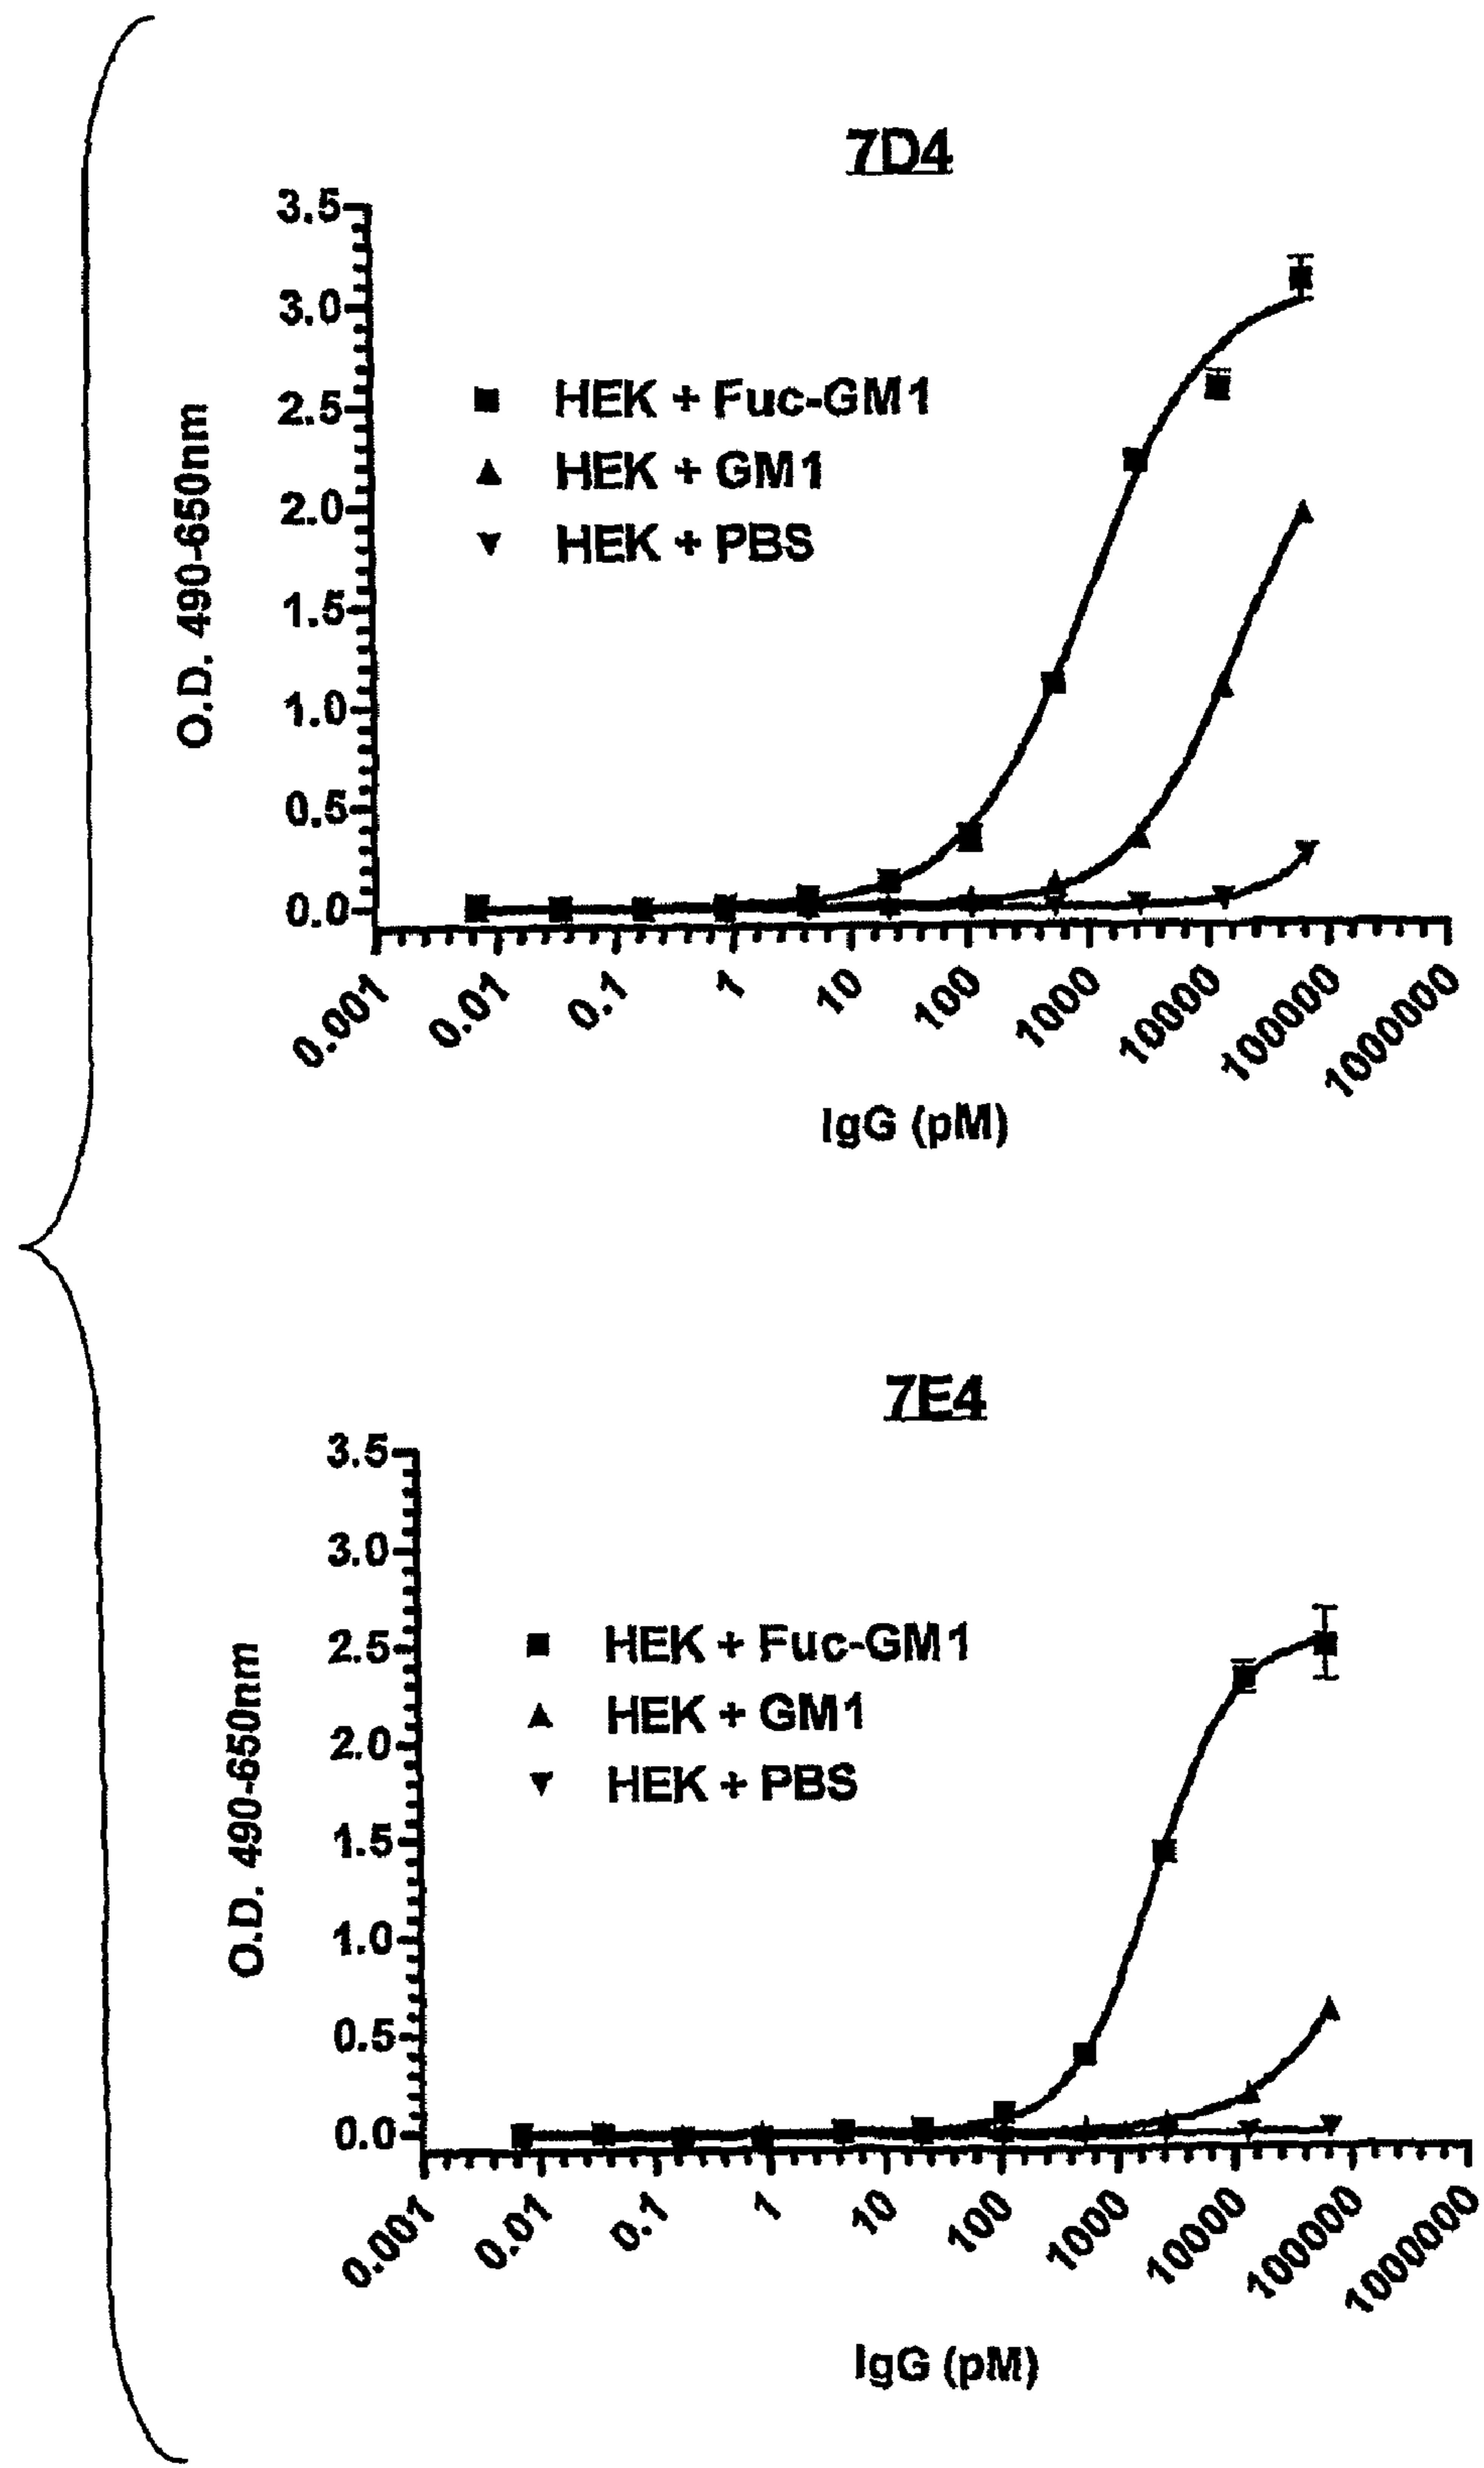 7D4
3.5
3.0
2.5
2.0
1.5
1.0
0.5
0.0
O.D. 490-650nm
HEK + Fuc-GM1
HEK + GM1
HEK + PBS
0.001 0.01 0.1 1 10 100 1000 10000 100000 1000000
IgG (pM)
7E4
3.5
3.0
2.5
2.0
1.5
1.0
0.5
0.0
O.D. 490-650nm
HEK + Fuc-GM1
HEK + GM1
HEK + PBS
0.001 0.01 0.1 1 10 100 1000 10000 100000 1000000
IgG (pM)